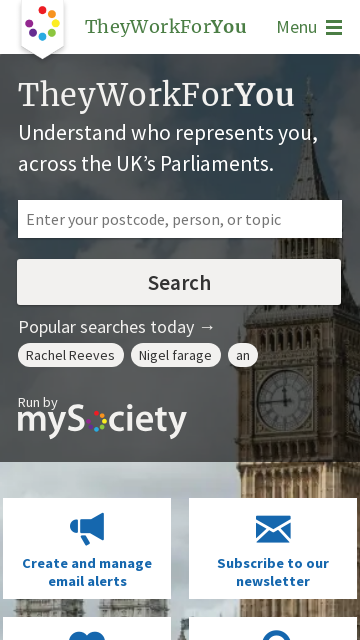 TheyWorkForYou
Menu
TheyWorkForYou
Understand who represents you,
across the UK’s Parliaments.
Enter your postcode, person, or topic
Search
Popular searches today →
Rachel Reeves
Nigel farage
an
Run by
mySociety
Create and manage
email alerts
Subscribe to our
newsletter